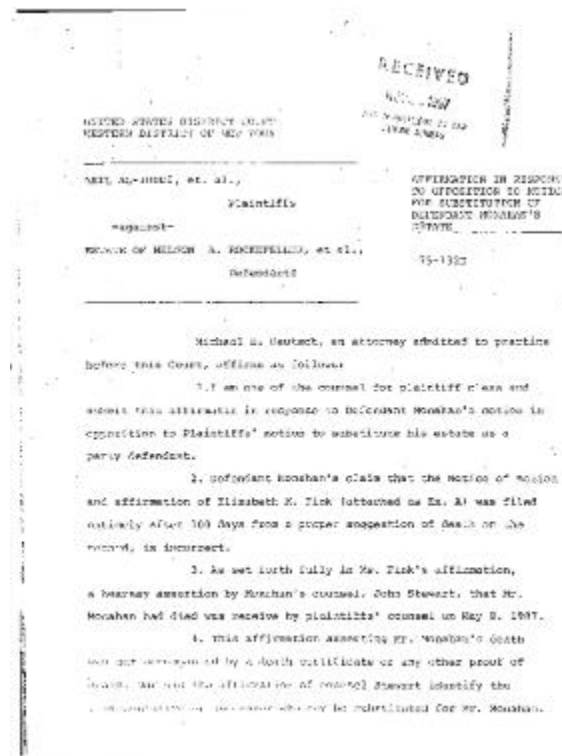 RECEIVED
UNITED STATES DISTRICT COURT
WESTERN DISTRICT OF NEW YORK
et. al.,
Plaintiffs
-against-
ESTATE OF NELSON A. ROCKEFELLER, et al.,
Defendants
AFFIRMATION IN RESPONSE
TO OPPOSITION TO MOTION
FOR SUBSTITUTION OF
DEFENDANT MONAHAN'S
ESTATE
Michael E. Deutsch, an attorney admitted to practice
before this Court, affirms as follows:
1. I am one of the counsel for plaintiff class and
submit this in response to Defendant Monahan's motion in
opposition to Plaintiffs' motion to substitute his estate as a
party defendant.
2. Defendant Monahan's claim that the Notice of Motion
and affirmation of Elizabeth M. Fink (attached as Ex. A) was filed
untimely after 100 days from a proper suggestion of death on the
record, is incorrect.
3. As set forth fully in Ms. Fink's affirmation,
a hearsay assertion by Monahan's counsel, John Stewart, that Mr.
Monahan had died was receive by plaintiffs' counsel on May 8, 1987.
4. This affirmation asserting Mr. Monahan's death
was not accompanied by a death certificate or any other proof of
death. Nor did the affirmation of counsel Stewart identify the
be substituted for Mr. Monahan.